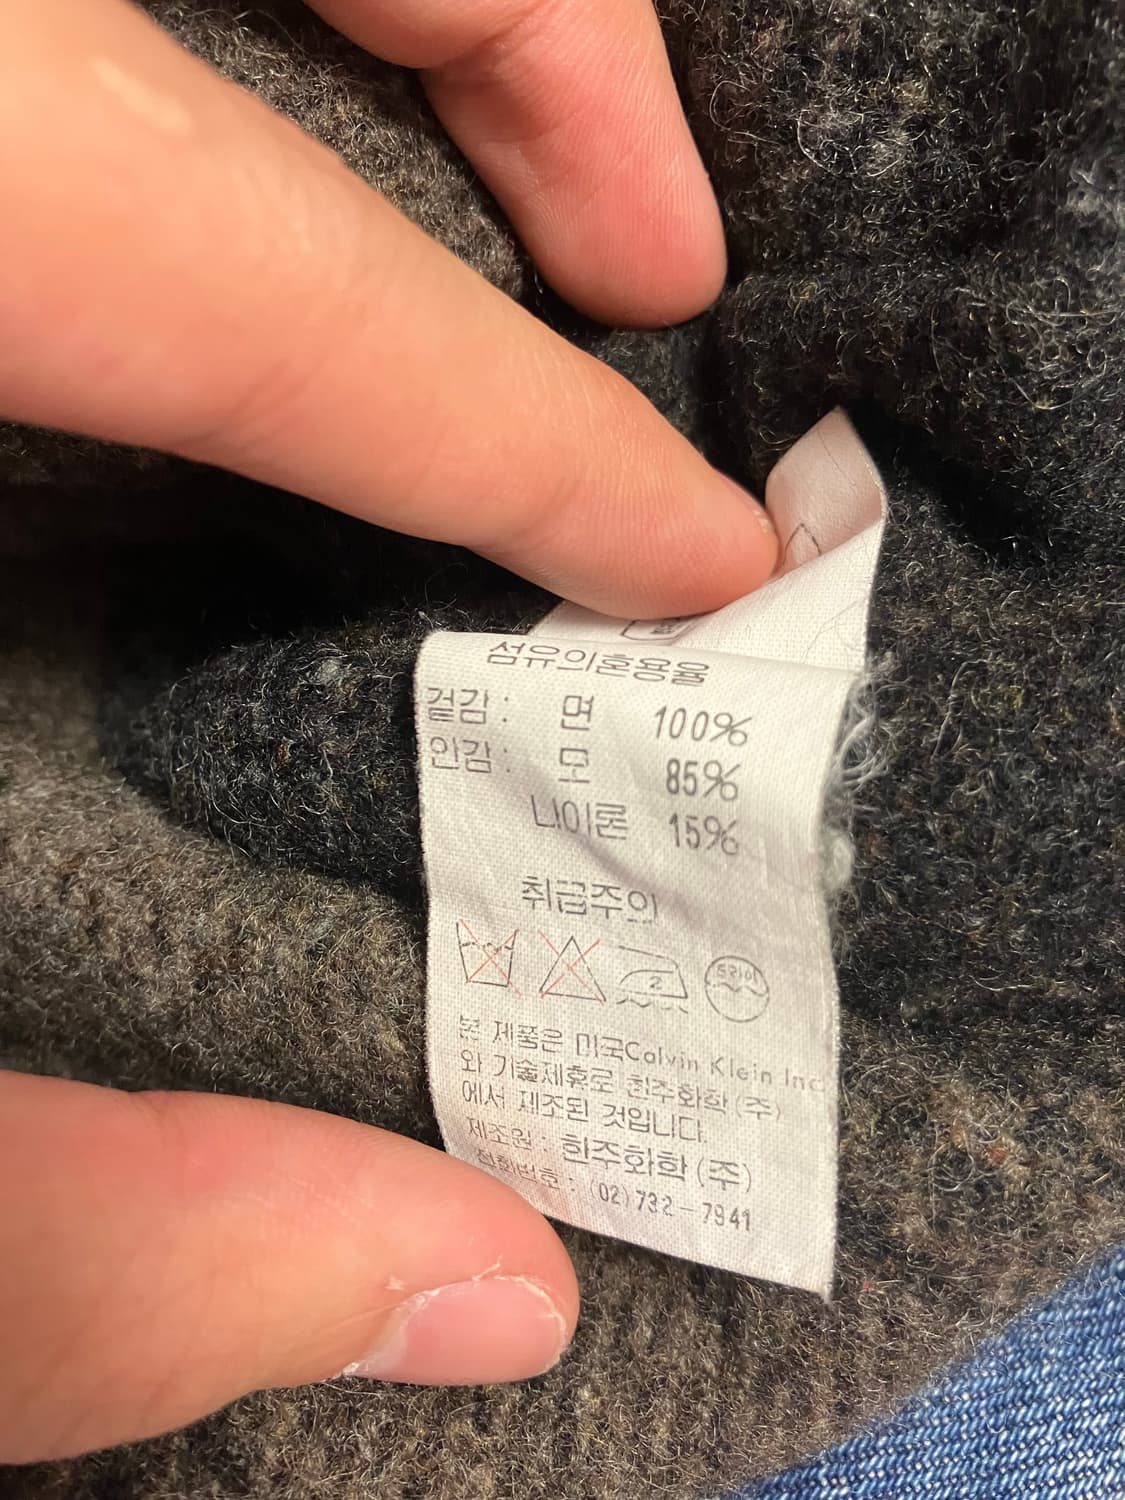 섬유의혼용율
겉감 : 면 100%
안감 : 모 85%
나이론 15%
취급주의
2 드라이
본 제품은 미국Calvin Klein Inc
와 기술제휴로 한주화학(주)
에서 제조된 것입니다.
제조원 : 한주화학(주)
전화번호 : (02)732-7941